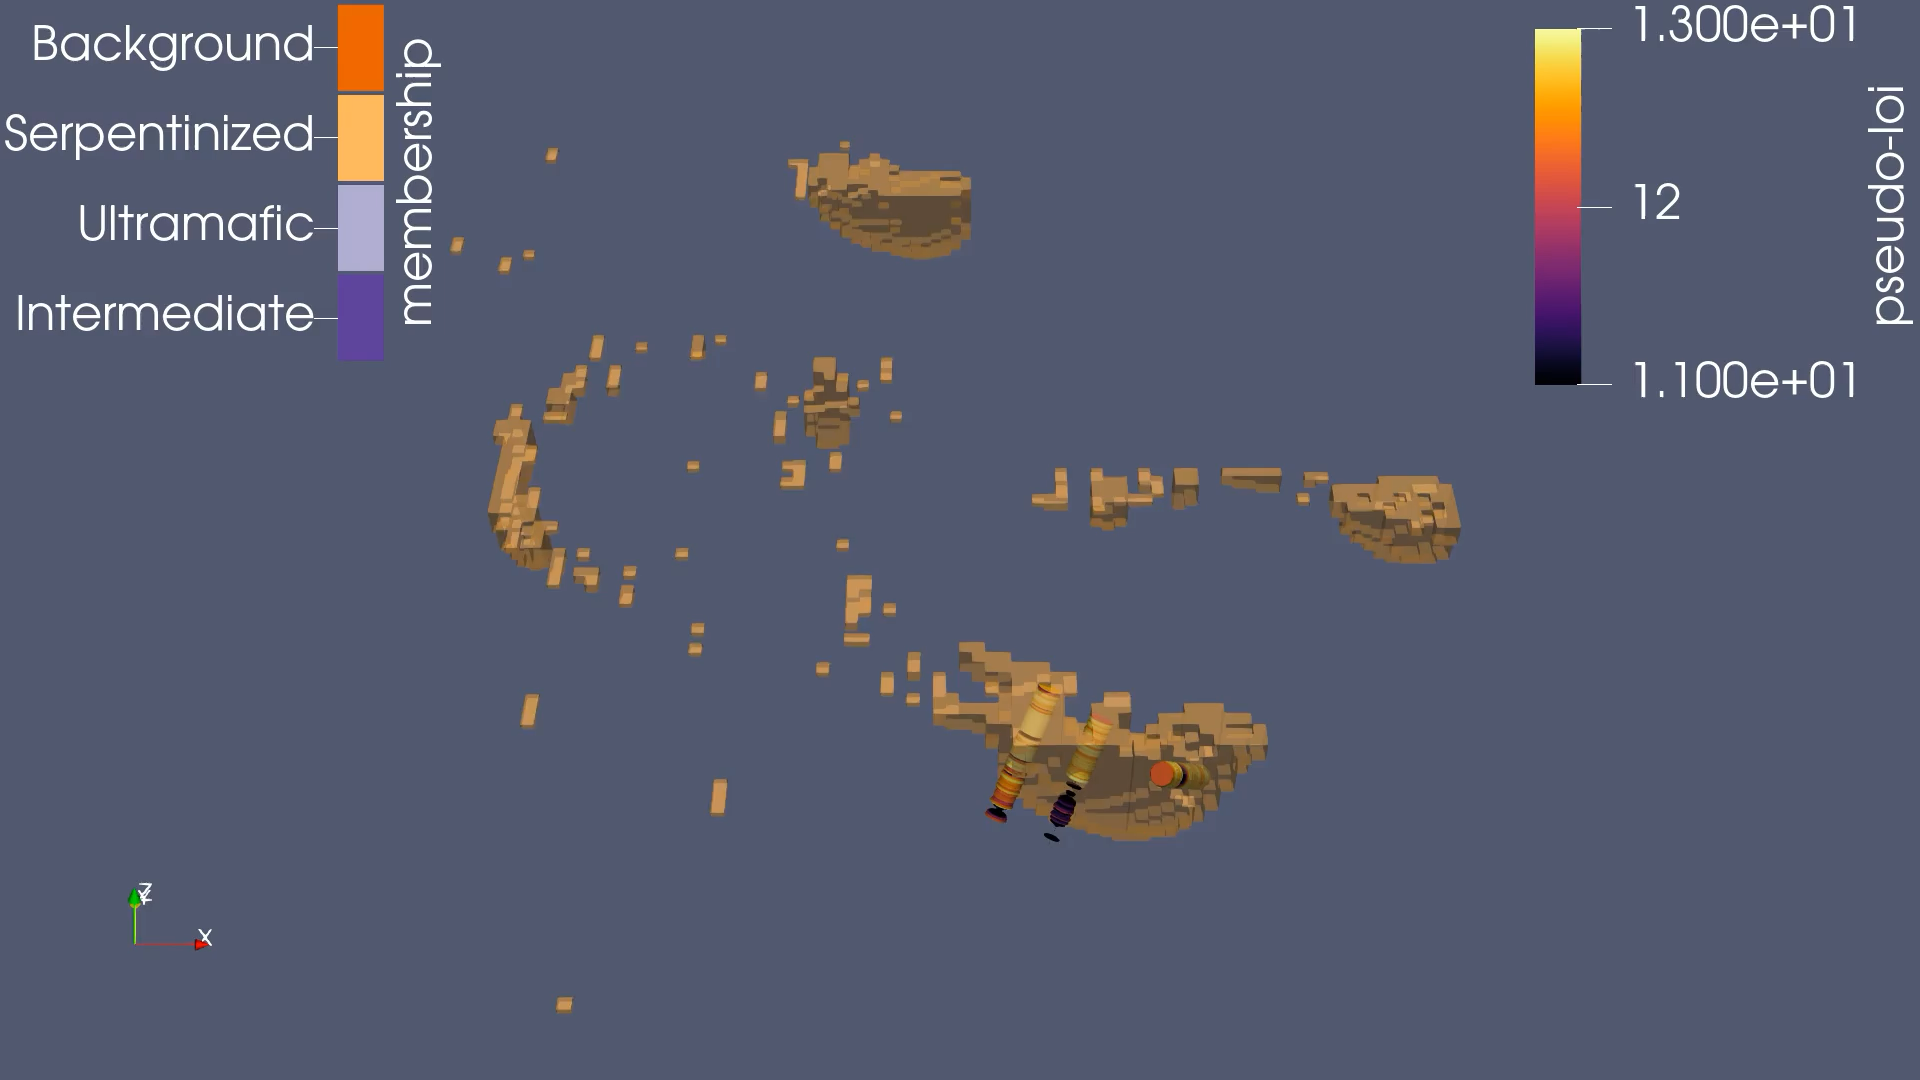 Background
Serpentinized
Ultramafic
Intermediate
membership
1.300e+01
12
1.100e+01
pseudo-loi
Z
Y
X